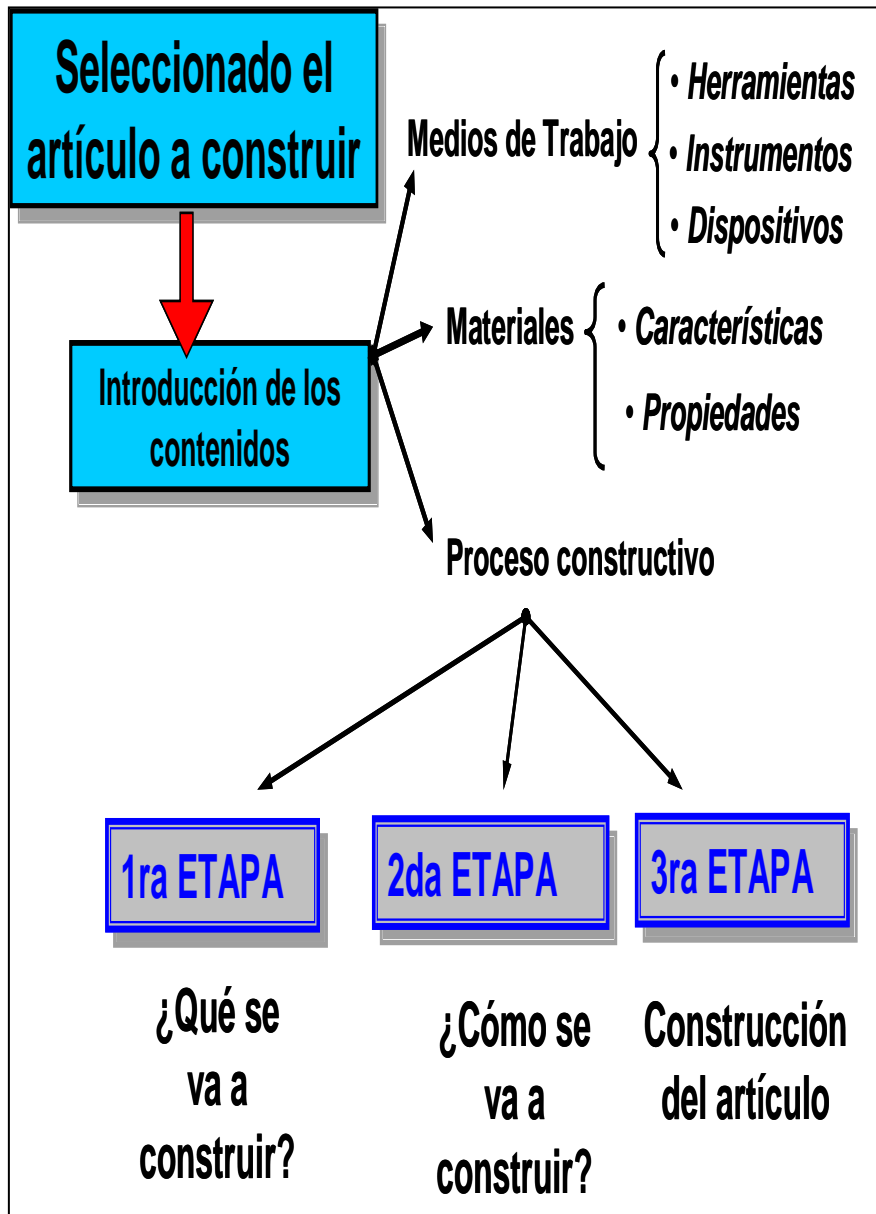 Seleccionado el
artículo a construir
Medios de Trabajo
• Herramientas
• Instrumentos
• Dispositivos
Introducción de los
contenidos
Materiales
• Características
• Propiedades
Proceso constructivo
1ra ETAPA
2da ETAPA
3ra ETAPA
¿Qué se
va a
construir?
¿Cómo se
va a
construir?
Construcción
del artículo